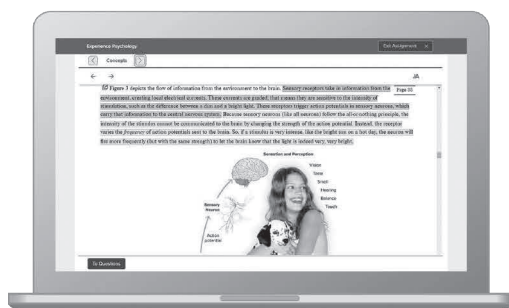 Experience Psychology
Exit Assignment ×
Concepts
Figure 3 depicts the flow of information from the environment to the brain. Sensory receptors take in information from the
environment, creating local electrical currents. These currents are graded; that means they are sensitive to the intensity of
stimulation, such as the difference between a dim and a bright light. These receptors trigger action potentials in sensory neurons, which
carry that information to the central nervous system. Because sensory neurons (like all neurons) follow the all-or-nothing principle, the
intensity of the stimulus cannot be communicated to the brain by changing the strength of the action potential. Instead, the receptor
varies the frequency of action potentials sent to the brain. So, if a stimulus is very intense, like the bright sun on a hot day, the neuron will
fire more frequently (but with the same strength) to let the brain know that the light is indeed very, very bright.
Sensation and Perception
Vision
Taste
Smell
Hearing
Balance
Touch
Sensory
Neuron
Action
potential
To Questions